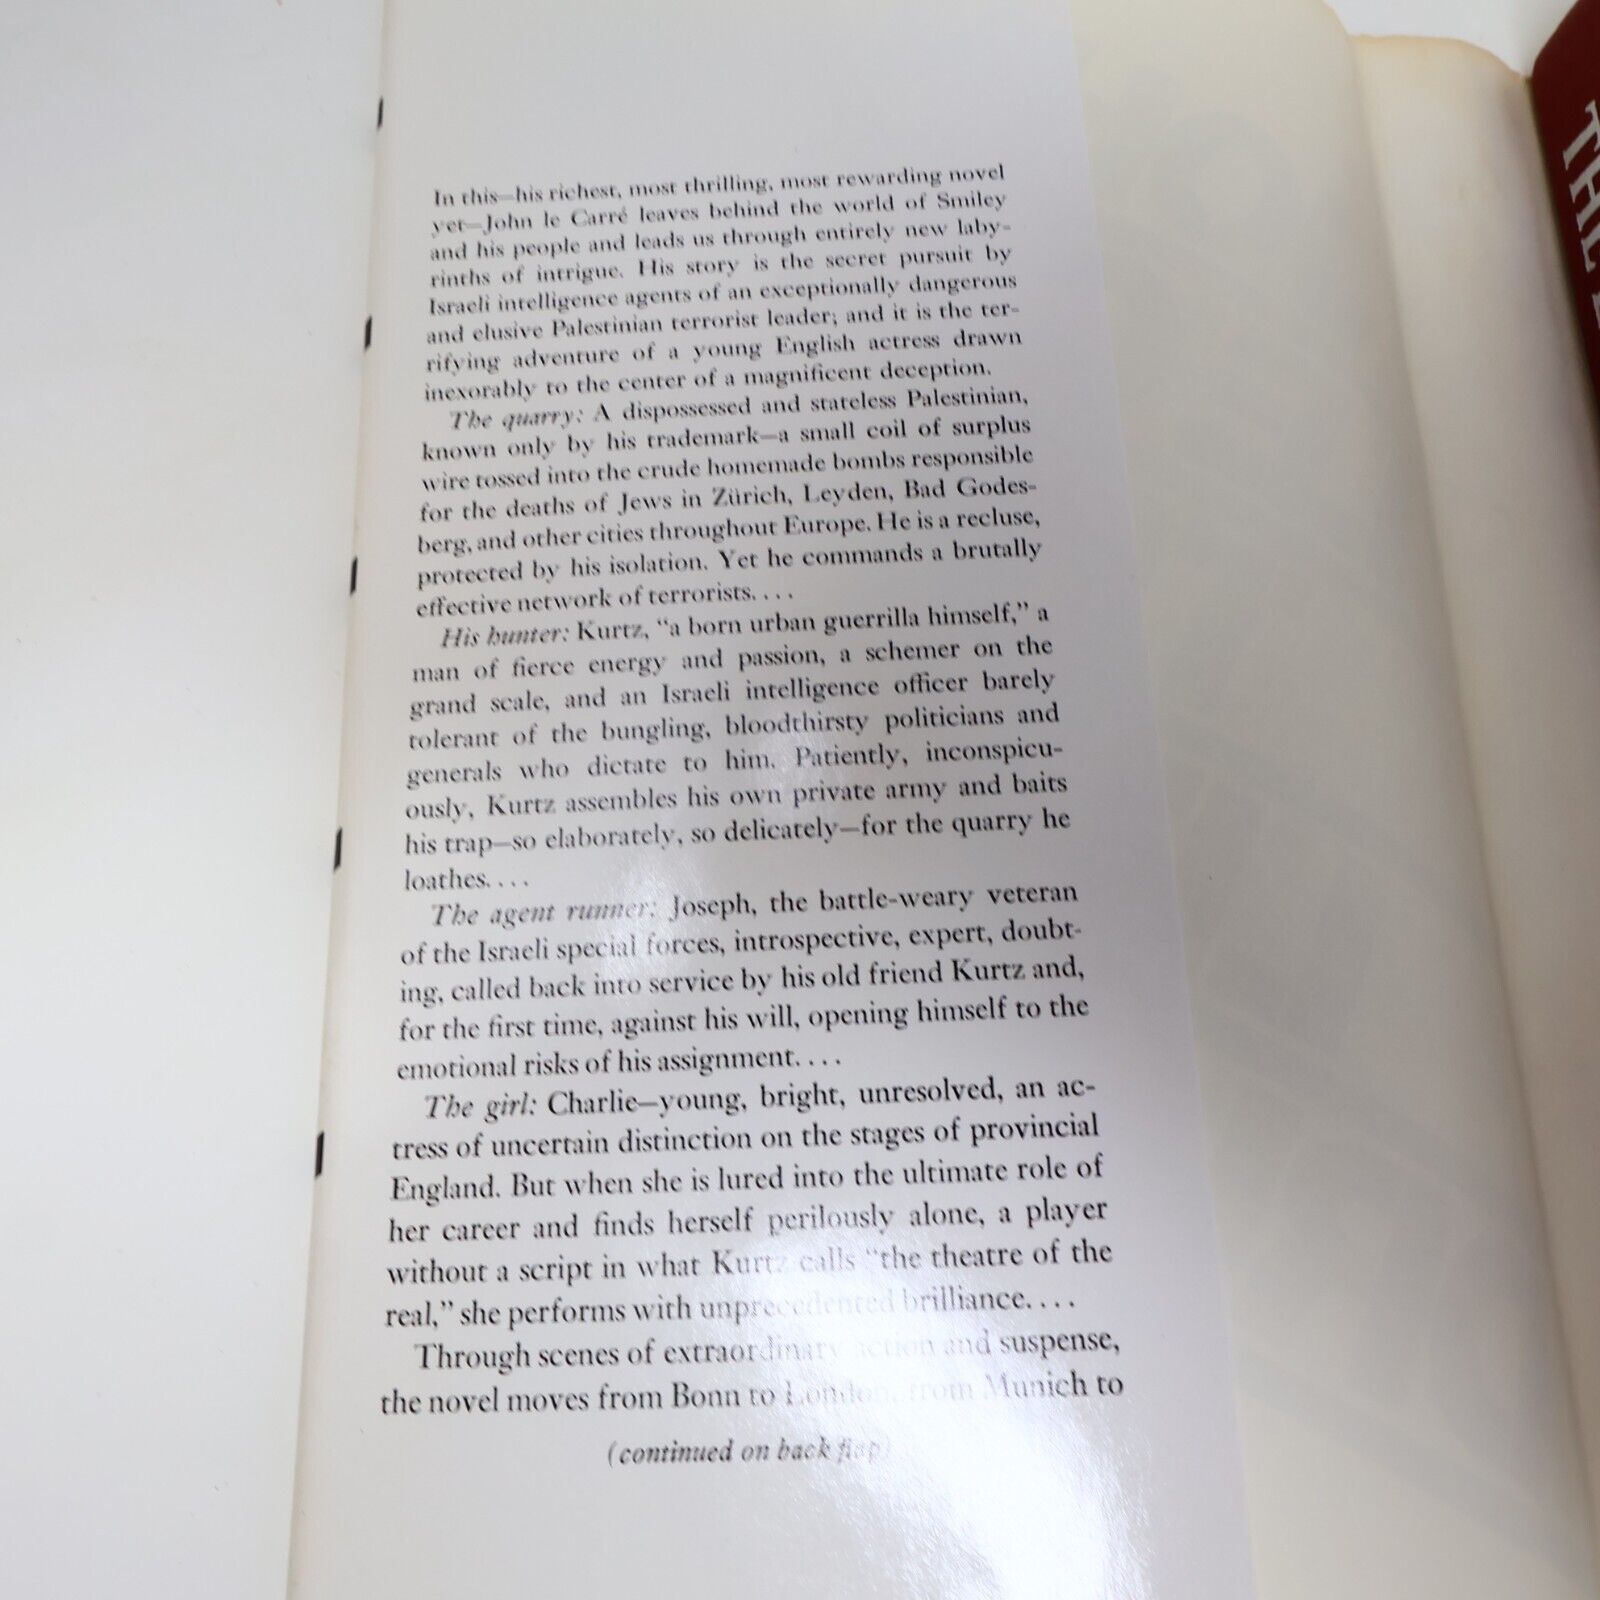 In this—his richest, most thrilling, most rewarding novel
yet—John le Carré leaves behind the world of Smiley
and his people and leads us through entirely new laby-
rinths of intrigue. His story is the secret pursuit by
Israeli intelligence agents of an exceptionally dangerous
and elusive Palestinian terrorist leader; and it is the ter-
rifying adventure of a young English actress drawn
inexorably to the center of a magnificent deception.
The quarry: A dispossessed and stateless Palestinian,
known only by his trademark—a small coil of surplus
wire tossed into the crude homemade bombs responsible
for the deaths of Jews in Zürich, Leyden, Bad Godes-
berg, and other cities throughout Europe. He is a recluse,
protected by his isolation. Yet he commands a brutally
effective network of terrorists. . . .
His hunter: Kurtz, “a born urban guerrilla himself,” a
man of fierce energy and passion, a schemer on the
grand scale, and an Israeli intelligence officer barely
tolerant of the bungling, bloodthirsty politicians and
generals who dictate to him. Patiently, inconspicu-
ously, Kurtz assembles his own private army and baits
his trap—so elaborately, so delicately—for the quarry he
loathes. . . .
The agent runner: Joseph, the battle-weary veteran
of the Israeli special forces, introspective, expert, doubt-
ing, called back into service by his old friend Kurtz and,
for the first time, against his will, opening himself to the
emotional risks of his assignment. . . .
The girl: Charlie—young, bright, unresolved, an ac-
tress of uncertain distinction on the stages of provincial
England. But when she is lured into the ultimate role of
her career and finds herself perilously alone, a player
without a script in what Kurtz calls “the theatre of the
real,” she performs with unprecedented brilliance. . . .
Through scenes of extraordinary action and suspense,
the novel moves from Bonn to London, from Munich to
(continued on back flap)
THE